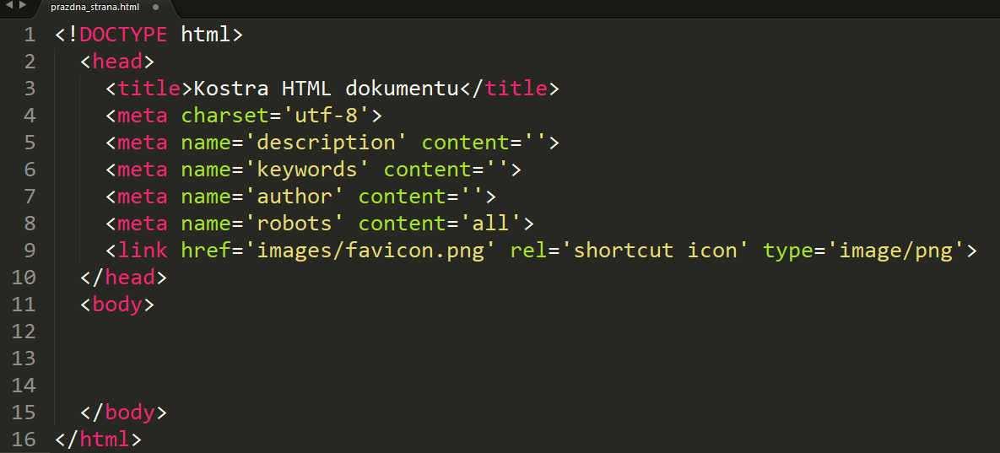 prazdna_strana.html
1 <!DOCTYPE html>
2 <head>
3 <title>Kostra HTML dokumentu</title>
4 <meta charset='utf-8'>
5 <meta name='description' content=''>
6 <meta name='keywords' content=''>
7 <meta name='author' content=''>
8 <meta name='robots' content='all'>
9 <link href='images/favicon.png' rel='shortcut icon' type='image/png'>
10 </head>
11 <body>
12
13
14
15 </body>
16 </html>